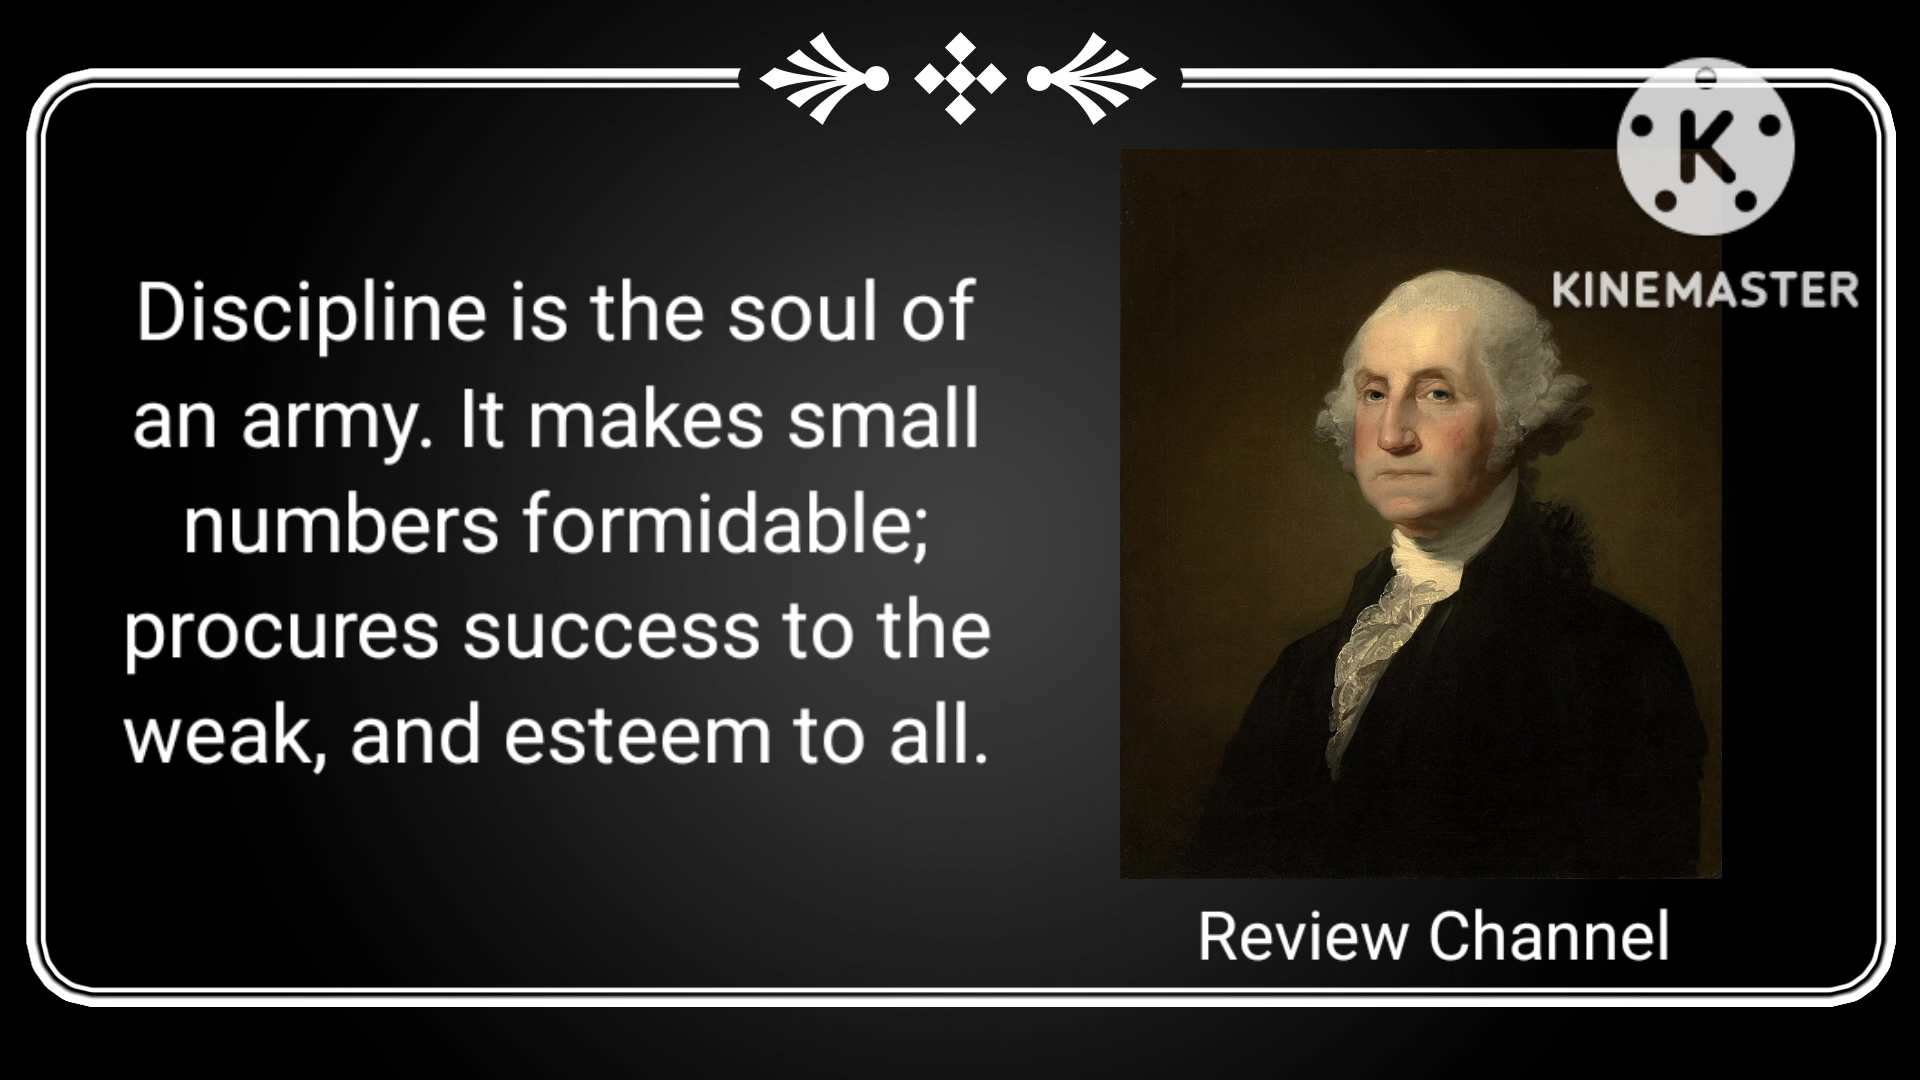 Discipline is the soul of
an army. It makes small
numbers formidable;
procures success to the
weak, and esteem to all.
K
KINEMASTER
Review Channel